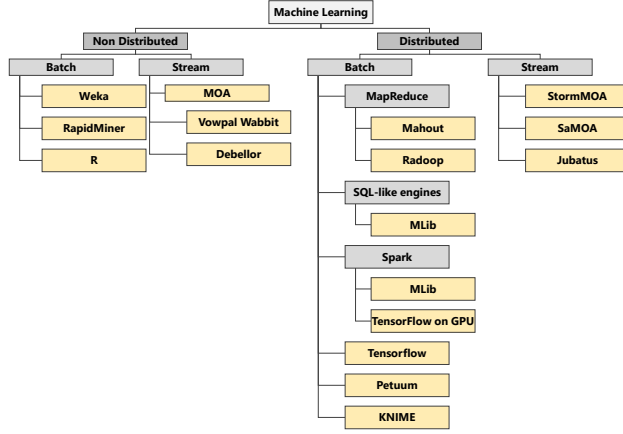 Machine Learning
Non Distributed
Distributed
Batch
Stream
Batch
Stream
Weka
MOA
MapReduce
StormMOA
RapidMiner
Vowpal Wabbit
Mahout
SaMOA
R
Debellor
Radoop
Jubatus
SQL-like engines
MLib
Spark
MLib
TensorFlow on GPU
Tensorflow
Petuum
KNIME